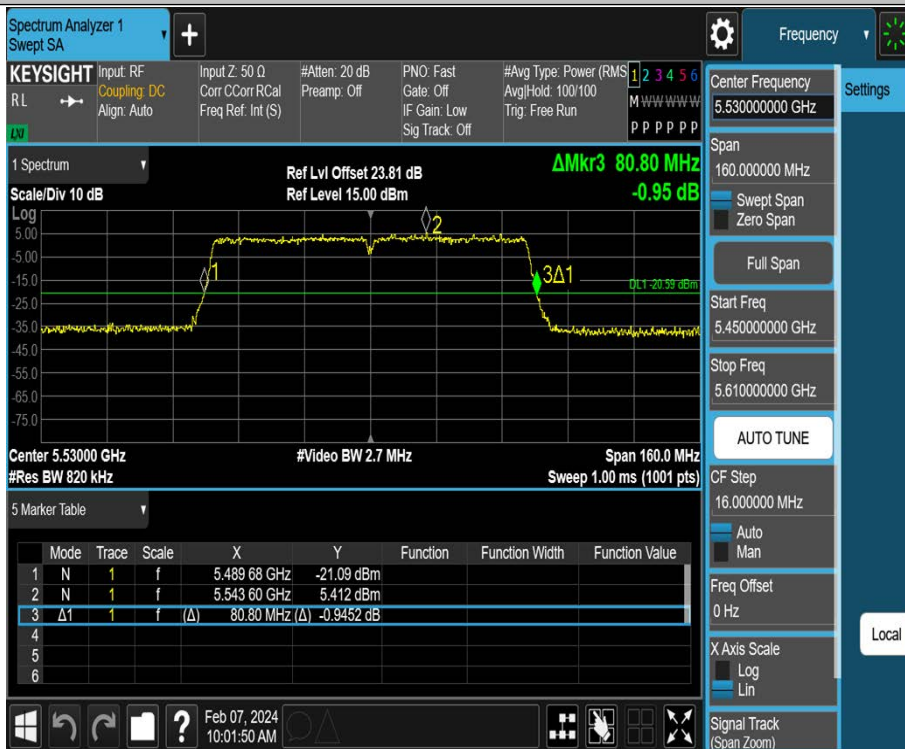 Spectrum Analyzer 1
Swept SA
+
Frequency
KEYSIGHT
RL
LXI
Input: RF
Coupling: DC
Align: Auto
Input Z: 50 Ω
Corr CCorr RCal
Freq Ref: Int (S)
#Atten: 20 dB
Preamp: Off
PNO: Fast
Gate: Off
IF Gain: Low
Sig Track: Off
#Avg Type: Power (RMS
Avg|Hold: 100/100
Trig: Free Run
1 2 3 4 5 6
M W W W W W
P P P P P P
1 Spectrum
Scale/Div 10 dB
Ref Lvl Offset 23.81 dB
Ref Level 15.00 dBm
ΔMkr3 80.80 MHz
-0.95 dB
Log
5.00
-5.00
-15.0
-25.0
-35.0
-45.0
-55.0
-65.0
-75.0
1
2
3Δ1
DL1 -20.59 dBm
Center 5.53000 GHz
#Video BW 2.7 MHz
Span 160.0 MHz
#Res BW 820 kHz
Sweep 1.00 ms (1001 pts)
5 Marker Table
Mode Trace Scale X Y Function Function Width Function Value
1 N 1 f 5.489 68 GHz -21.09 dBm
2 N 1 f 5.543 60 GHz 5.412 dBm
3 Δ1 1 f (Δ) 80.80 MHz (Δ) -0.9452 dB
4
5
6
?
Feb 07, 2024
10:01:50 AM
Center Frequency
5.530000000 GHz
Span
160.000000 MHz
Swept Span
Zero Span
Full Span
Start Freq
5.450000000 GHz
Stop Freq
5.610000000 GHz
AUTO TUNE
CF Step
16.000000 MHz
Auto
Man
Freq Offset
0 Hz
X Axis Scale
Log
Lin
Signal Track
(Span Zoom)
Settings
Local